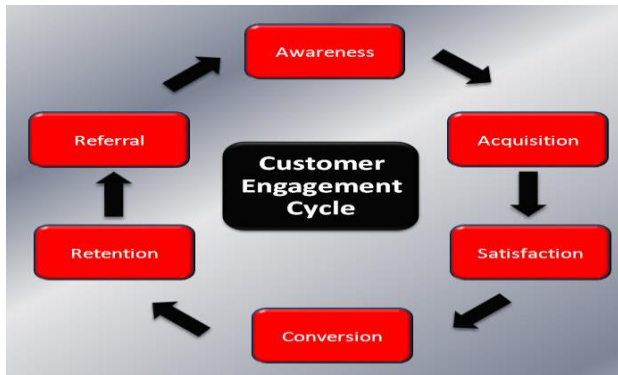 Awareness
Referral
Acquisition
Customer
Engagement
Cycle
Retention
Satisfaction
Conversion